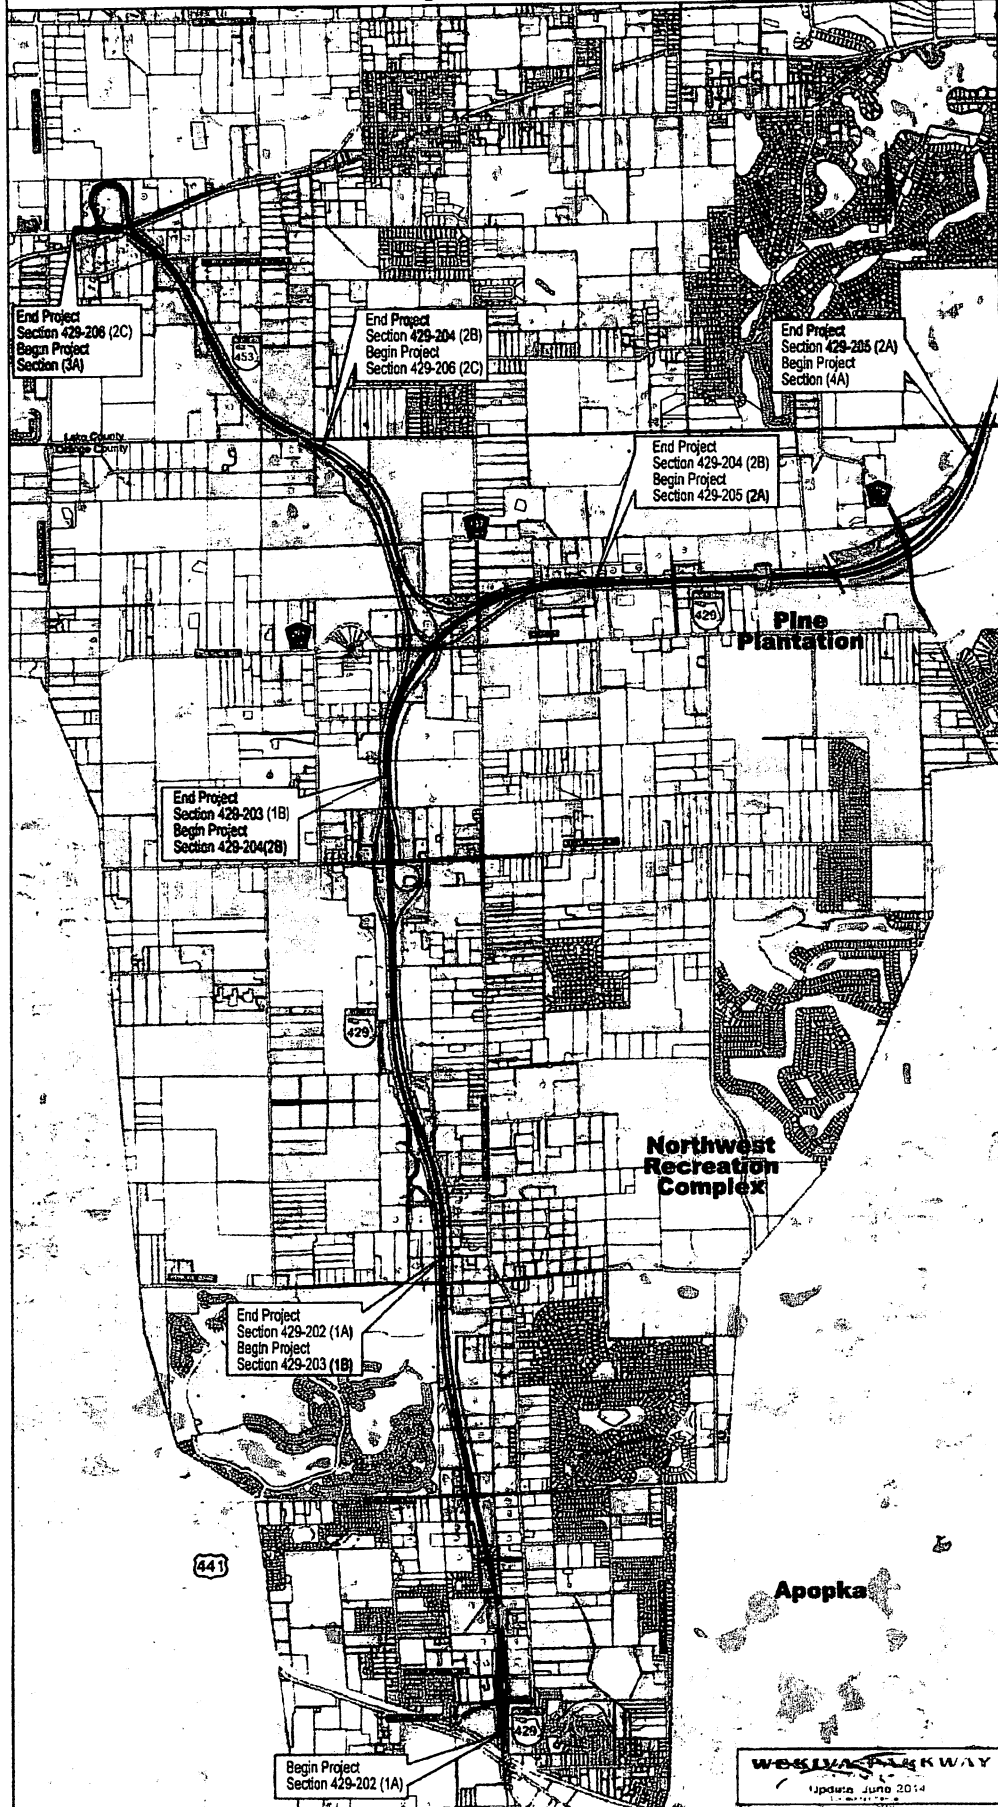 End Project
Section 429-206 (2C)
Begin Project
Section (3A)
End Project
Section 429-204 (2B)
Begin Project
Section 429-206 (2C)
End Project
Section 429-205 (2A)
Begin Project
Section (4A)
453
Lake County
Orange County
End Project
Section 429-204 (2B)
Begin Project
Section 429-205 (2A)
429
Pine
Plantation
End Project
Section 429-203 (1B)
Begin Project
Section 429-204(2B)
429
Northwest
Recreation
Complex
End Project
Section 429-202 (1A)
Begin Project
Section 429-203 (1B)
441
Apopka
429
Begin Project
Section 429-202 (1A)
WEKIVA PARKWAY
Update June 2014